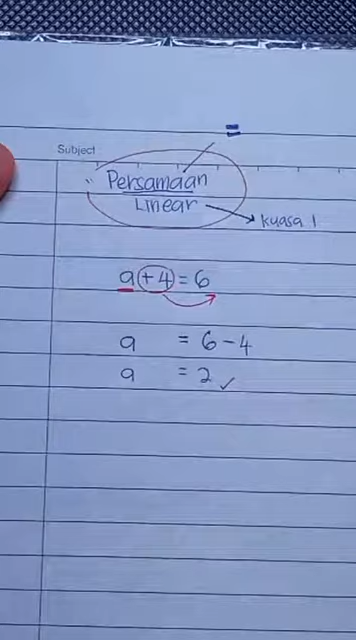 =
Subject
Persamaan
Linear
kuasa 1
a + 4 = 6
a = 6 - 4
a = 2 ✓